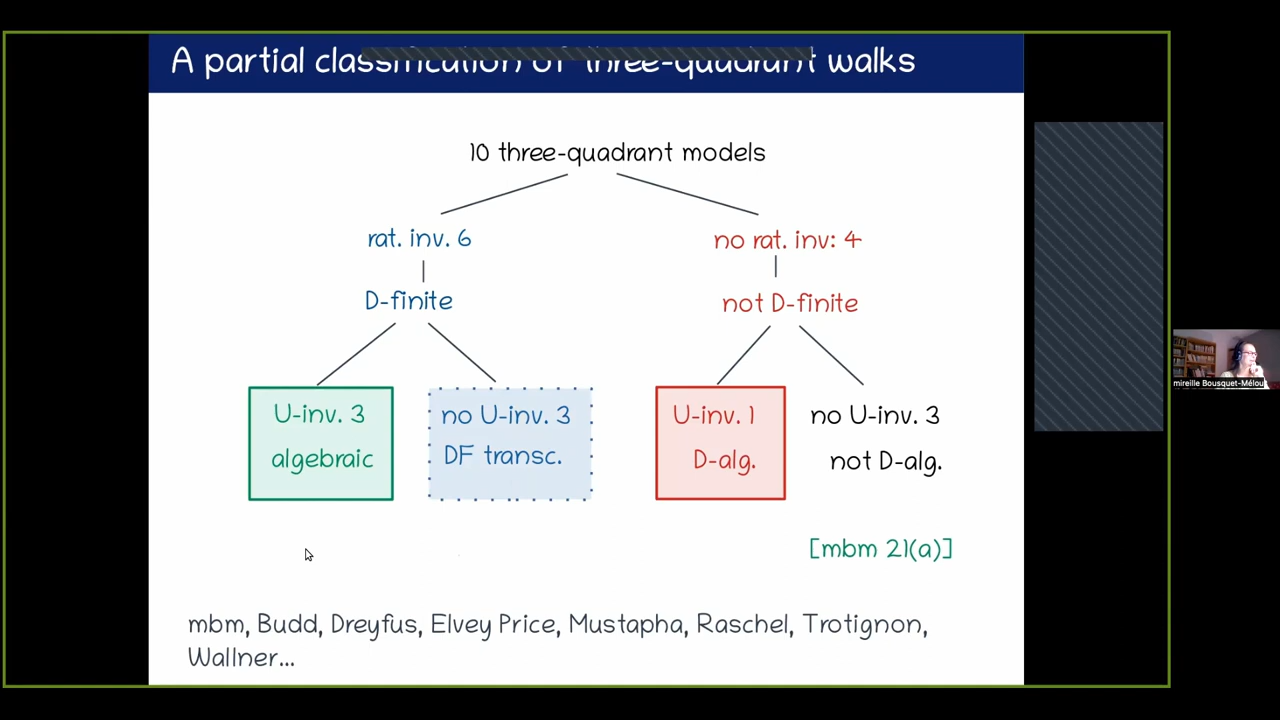 A partial classification of three-quadrant walks
10 three-quadrant models
rat. inv. 6
no rat. inv: 4
D-finite
not D-finite
U-inv. 3
algebraic
no U-inv. 3
DF transc.
U-inv. 1
D-alg.
no U-inv. 3
not D-alg.
[mbm 21(a)]
mbm, Budd, Dreyfus, Elvey Price, Mustapha, Raschel, Trotignon,
Wallner...
mireille Bousquet-Mélou